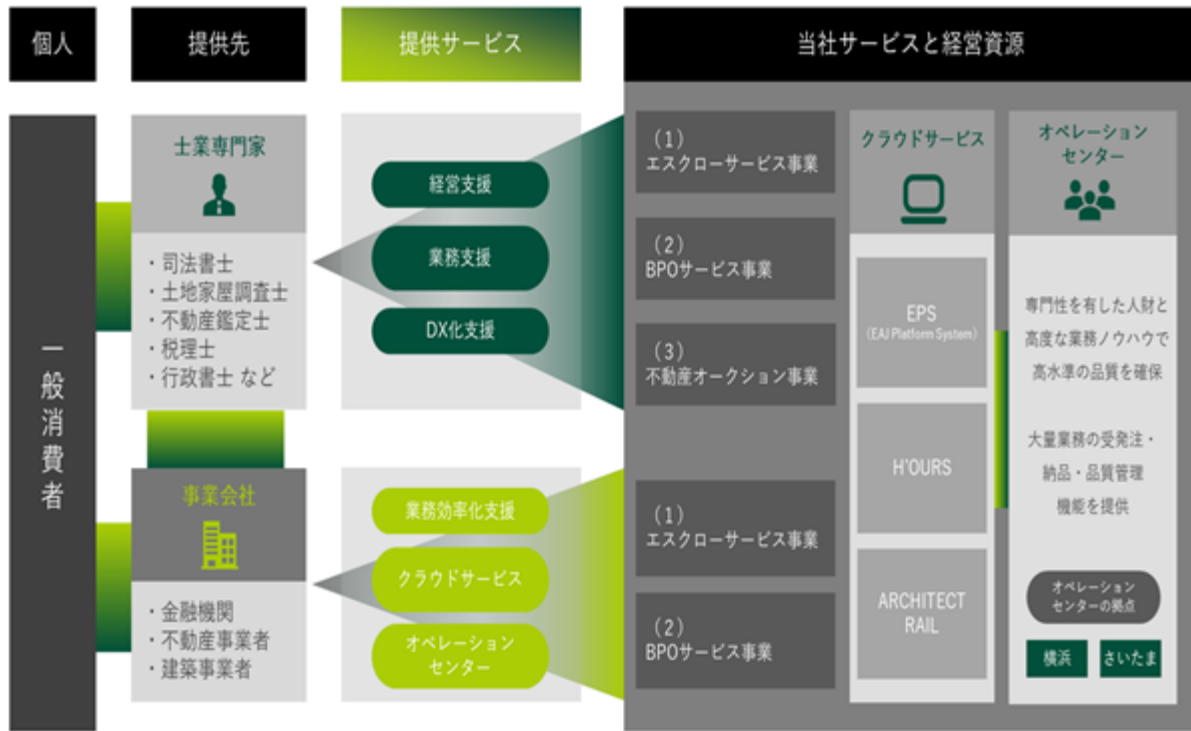 個人
提供先
提供サービス
当社サービスと経営資源
一般消費者
士業専門家
・司法書士
・土地家屋調査士
・不動産鑑定士
・税理士
・行政書士 など
事業会社
・金融機関
・不動産事業者
・建築事業者
経営支援
業務支援
DX化支援
業務効率化支援
クラウドサービス
オペレーション
センター
(1)
エスクローサービス事業
(2)
BPOサービス事業
(3)
不動産オークション事業
(1)
エスクローサービス事業
(2)
BPOサービス事業
クラウドサービス
EPS
(EAJ Platform System)
H'OURS
ARCHITECT
RAIL
オペレーション
センター
専門性を有した人財と
高度な業務ノウハウで
高水準の品質を確保
大量業務の受発注・
納品・品質管理
機能を提供
オペレーション
センターの拠点
横浜
さいたま